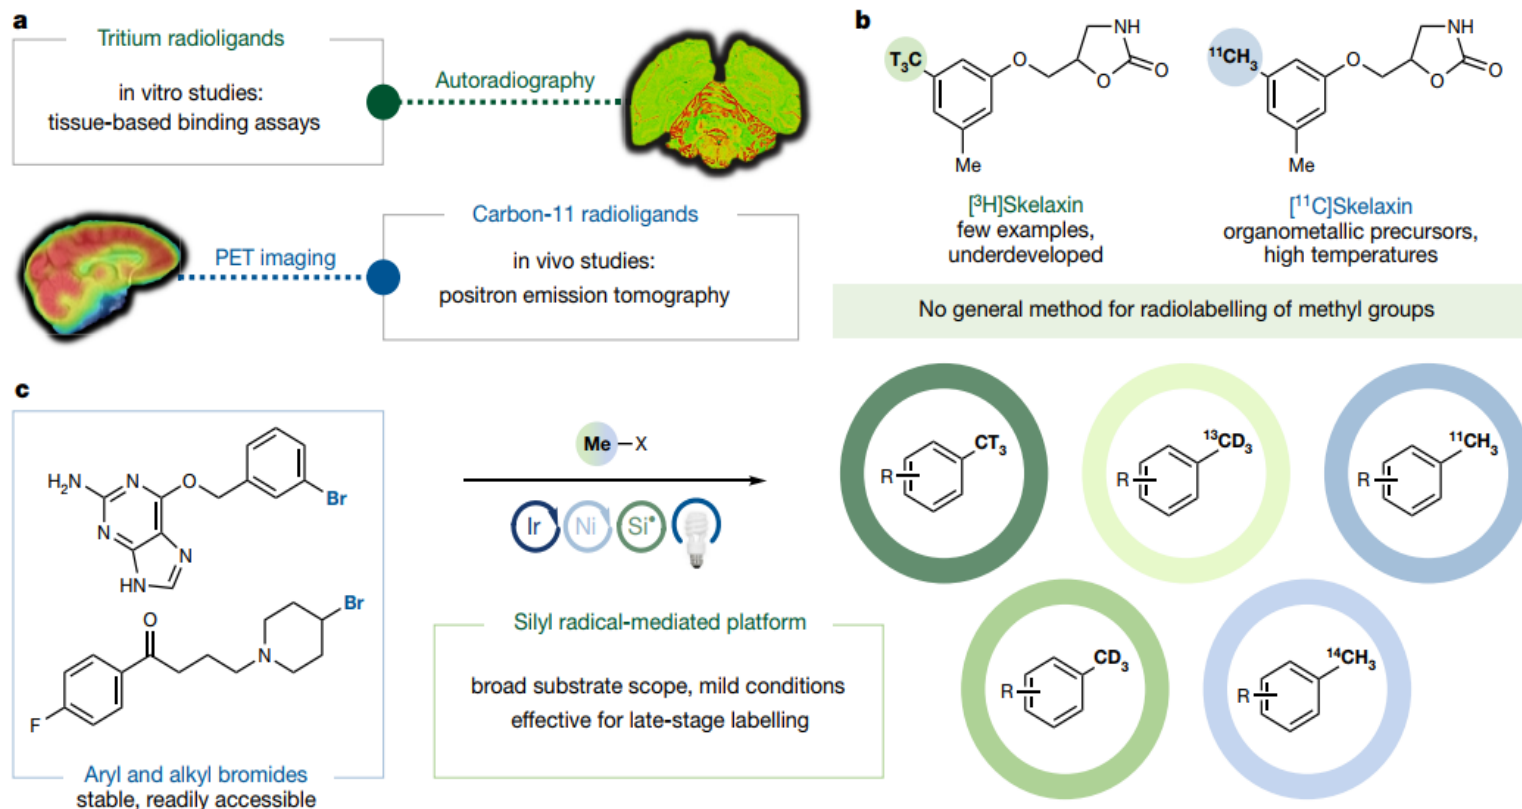 a
Tritium radioligands
in vitro studies:
tissue-based binding assays
Autoradiography
PET imaging
Carbon-11 radioligands
in vivo studies:
positron emission tomography
b
T₃C
O
NH
O
O
Me
[³H]Skelaxin
few examples,
underdeveloped
¹¹CH₃
O
NH
O
O
Me
[¹¹C]Skelaxin
organometallic precursors,
high temperatures
No general method for radiolabelling of methyl groups
c
H₂N
N
O
Br
N
N
HN
O
Br
N
F
Aryl and alkyl bromides
stable, readily accessible
Me–X
Ir
Ni
Si•
Silyl radical-mediated platform
broad substrate scope, mild conditions
effective for late-stage labelling
R
CT₃
R
¹³CD₃
R
¹¹CH₃
R
CD₃
R
¹⁴CH₃